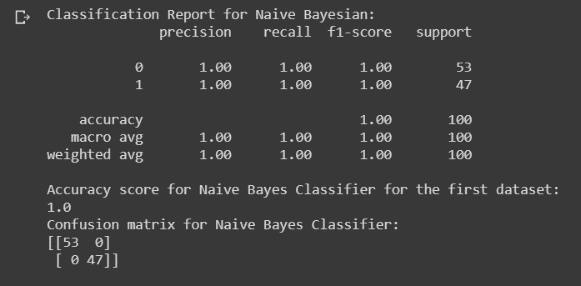 Classification Report for Naive Bayesian:
              precision    recall  f1-score   support

           0       1.00      1.00      1.00        53
           1       1.00      1.00      1.00        47

    accuracy                           1.00       100
   macro avg       1.00      1.00      1.00       100
weighted avg       1.00      1.00      1.00       100

Accuracy score for Naive Bayes Classifier for the first dataset:
1.0
Confusion matrix for Naive Bayes Classifier:
[[53  0]
 [ 0 47]]